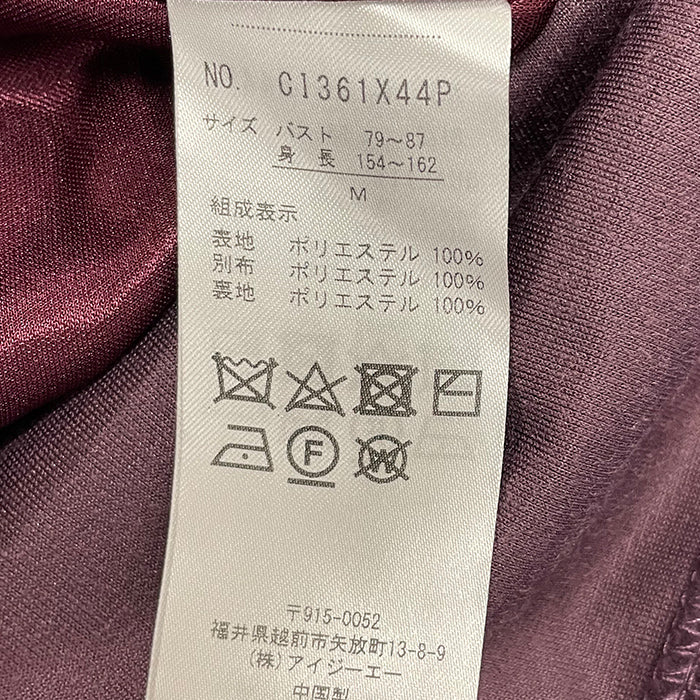 NO. CI361X44P
サイズ バスト 79～87
身長 154～162
M
組成表示
表地 ポリエステル 100%
別布 ポリエステル 100%
裏地 ポリエステル 100%
F W
〒915-0052
福井県越前市矢放町13-8-9
(株)アイジーエー
中国製